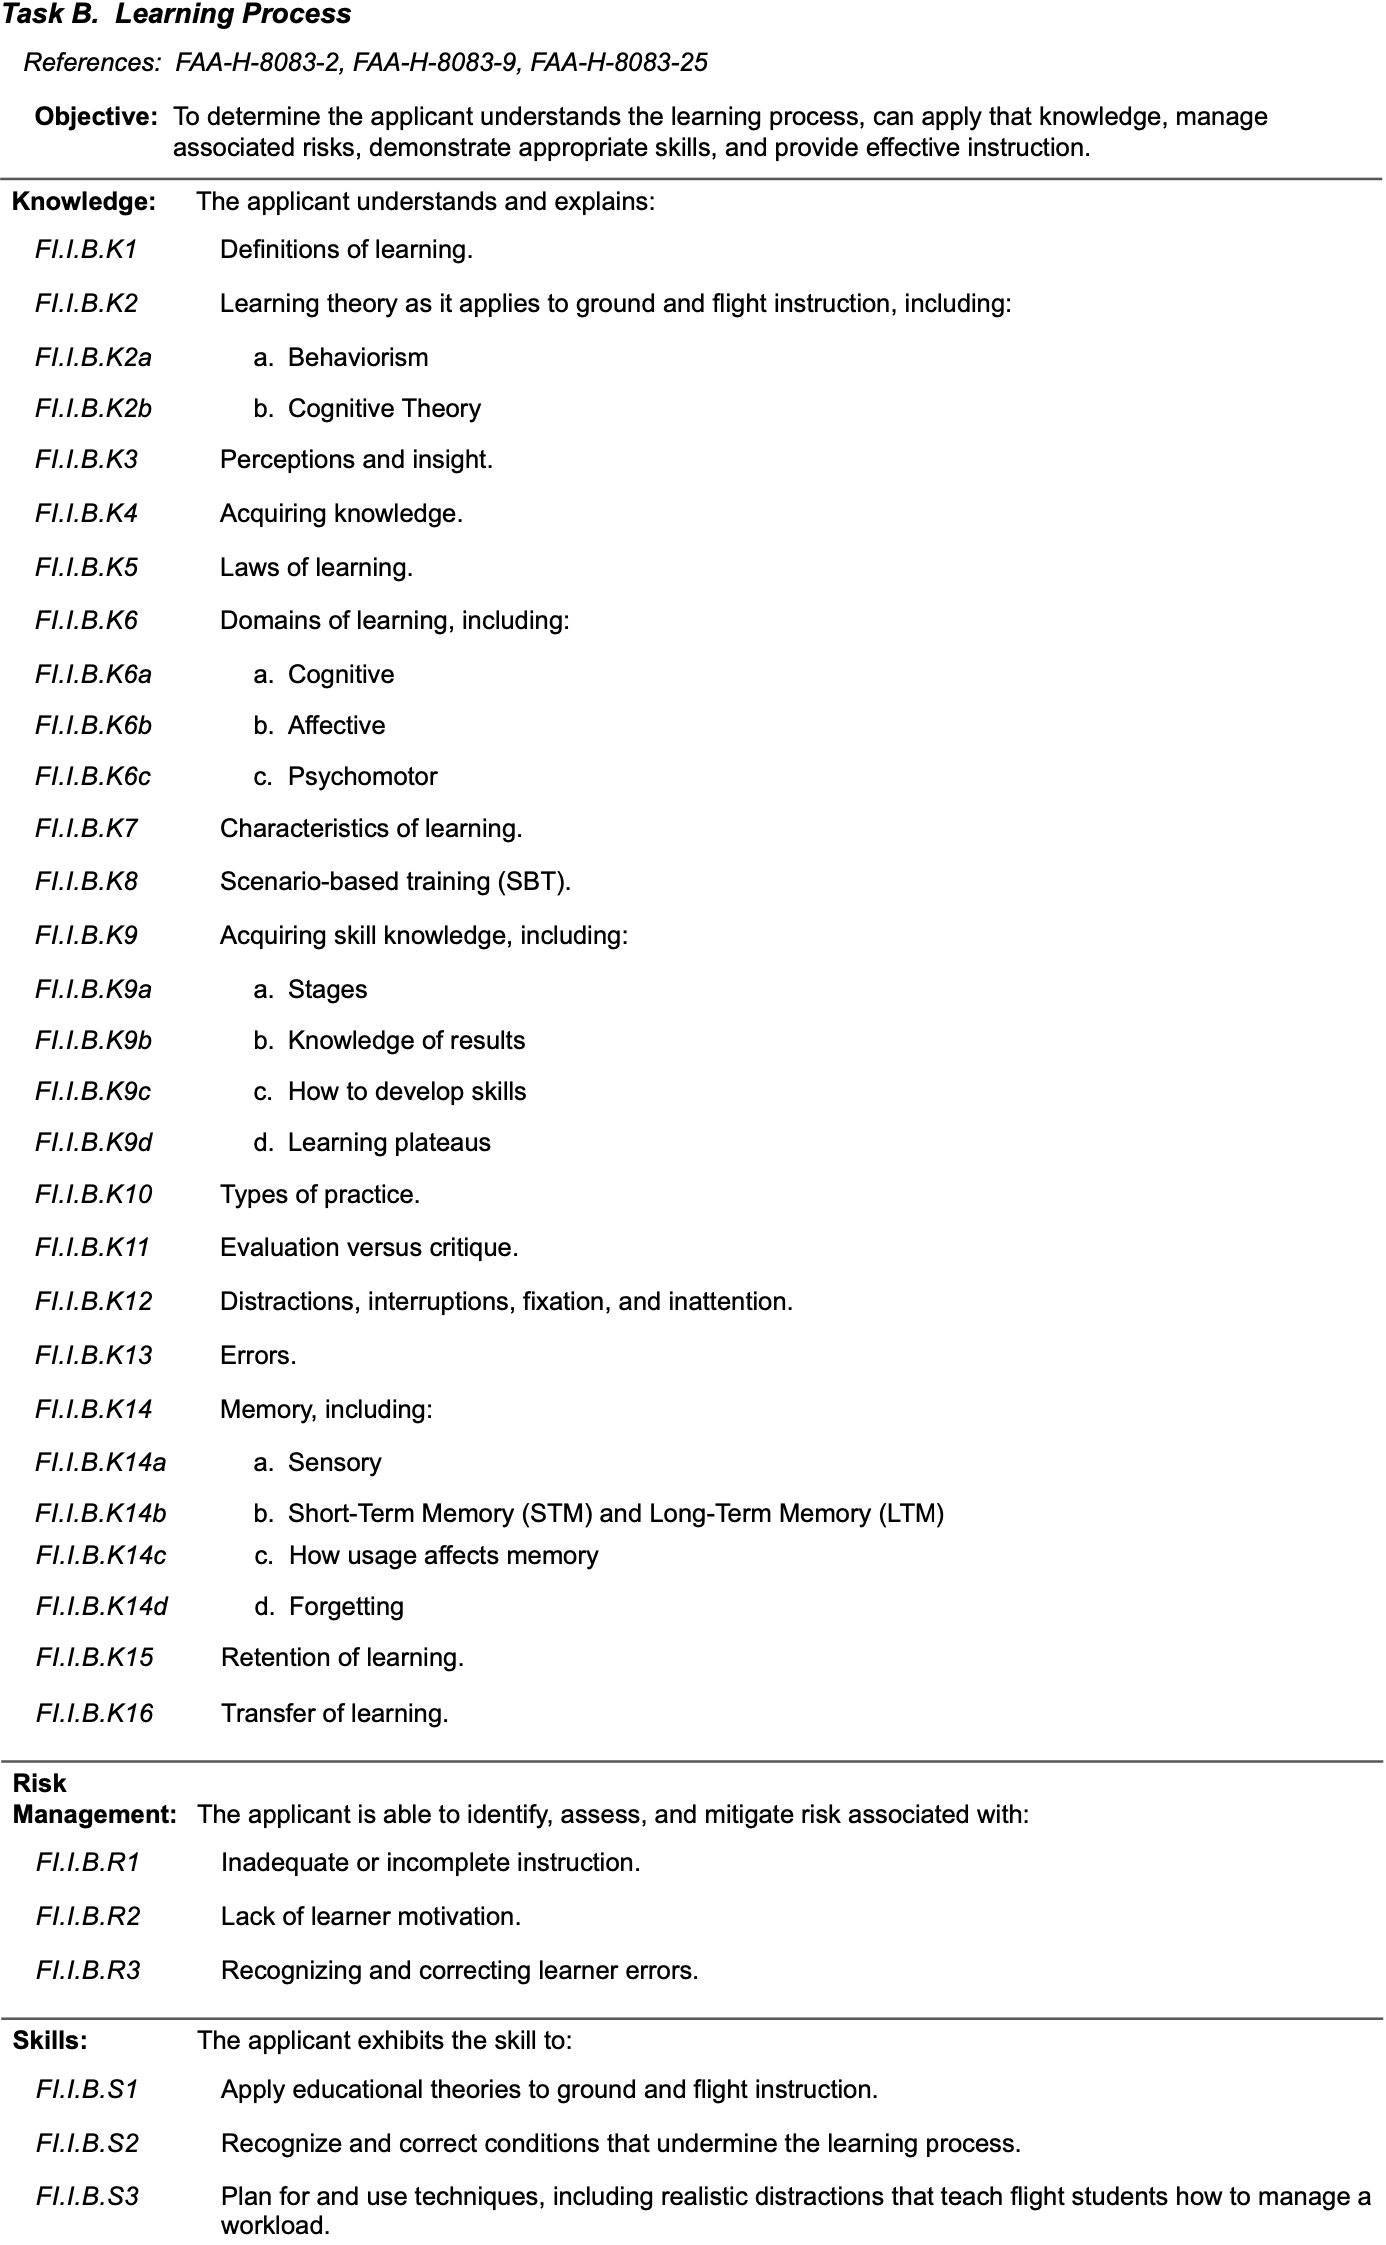 Task B. Learning Process
References: FAA-H-8083-2, FAA-H-8083-9, FAA-H-8083-25
Objective: To determine the applicant understands the learning process, can apply that knowledge, manage
associated risks, demonstrate appropriate skills, and provide effective instruction.
Knowledge: The applicant understands and explains:
FI.I.B.K1 Definitions of learning.
FI.I.B.K2 Learning theory as it applies to ground and flight instruction, including:
FI.I.B.K2a a. Behaviorism
FI.I.B.K2b b. Cognitive Theory
FI.I.B.K3 Perceptions and insight.
FI.I.B.K4 Acquiring knowledge.
FI.I.B.K5 Laws of learning.
FI.I.B.K6 Domains of learning, including:
FI.I.B.K6a a. Cognitive
FI.I.B.K6b b. Affective
FI.I.B.K6c c. Psychomotor
FI.I.B.K7 Characteristics of learning.
FI.I.B.K8 Scenario-based training (SBT).
FI.I.B.K9 Acquiring skill knowledge, including:
FI.I.B.K9a a. Stages
FI.I.B.K9b b. Knowledge of results
FI.I.B.K9c c. How to develop skills
FI.I.B.K9d d. Learning plateaus
FI.I.B.K10 Types of practice.
FI.I.B.K11 Evaluation versus critique.
FI.I.B.K12 Distractions, interruptions, fixation, and inattention.
FI.I.B.K13 Errors.
FI.I.B.K14 Memory, including:
FI.I.B.K14a a. Sensory
FI.I.B.K14b b. Short-Term Memory (STM) and Long-Term Memory (LTM)
FI.I.B.K14c c. How usage affects memory
FI.I.B.K14d d. Forgetting
FI.I.B.K15 Retention of learning.
FI.I.B.K16 Transfer of learning.
Risk
Management: The applicant is able to identify, assess, and mitigate risk associated with:
FI.I.B.R1 Inadequate or incomplete instruction.
FI.I.B.R2 Lack of learner motivation.
FI.I.B.R3 Recognizing and correcting learner errors.
Skills: The applicant exhibits the skill to:
FI.I.B.S1 Apply educational theories to ground and flight instruction.
FI.I.B.S2 Recognize and correct conditions that undermine the learning process.
FI.I.B.S3 Plan for and use techniques, including realistic distractions that teach flight students how to manage a
workload.